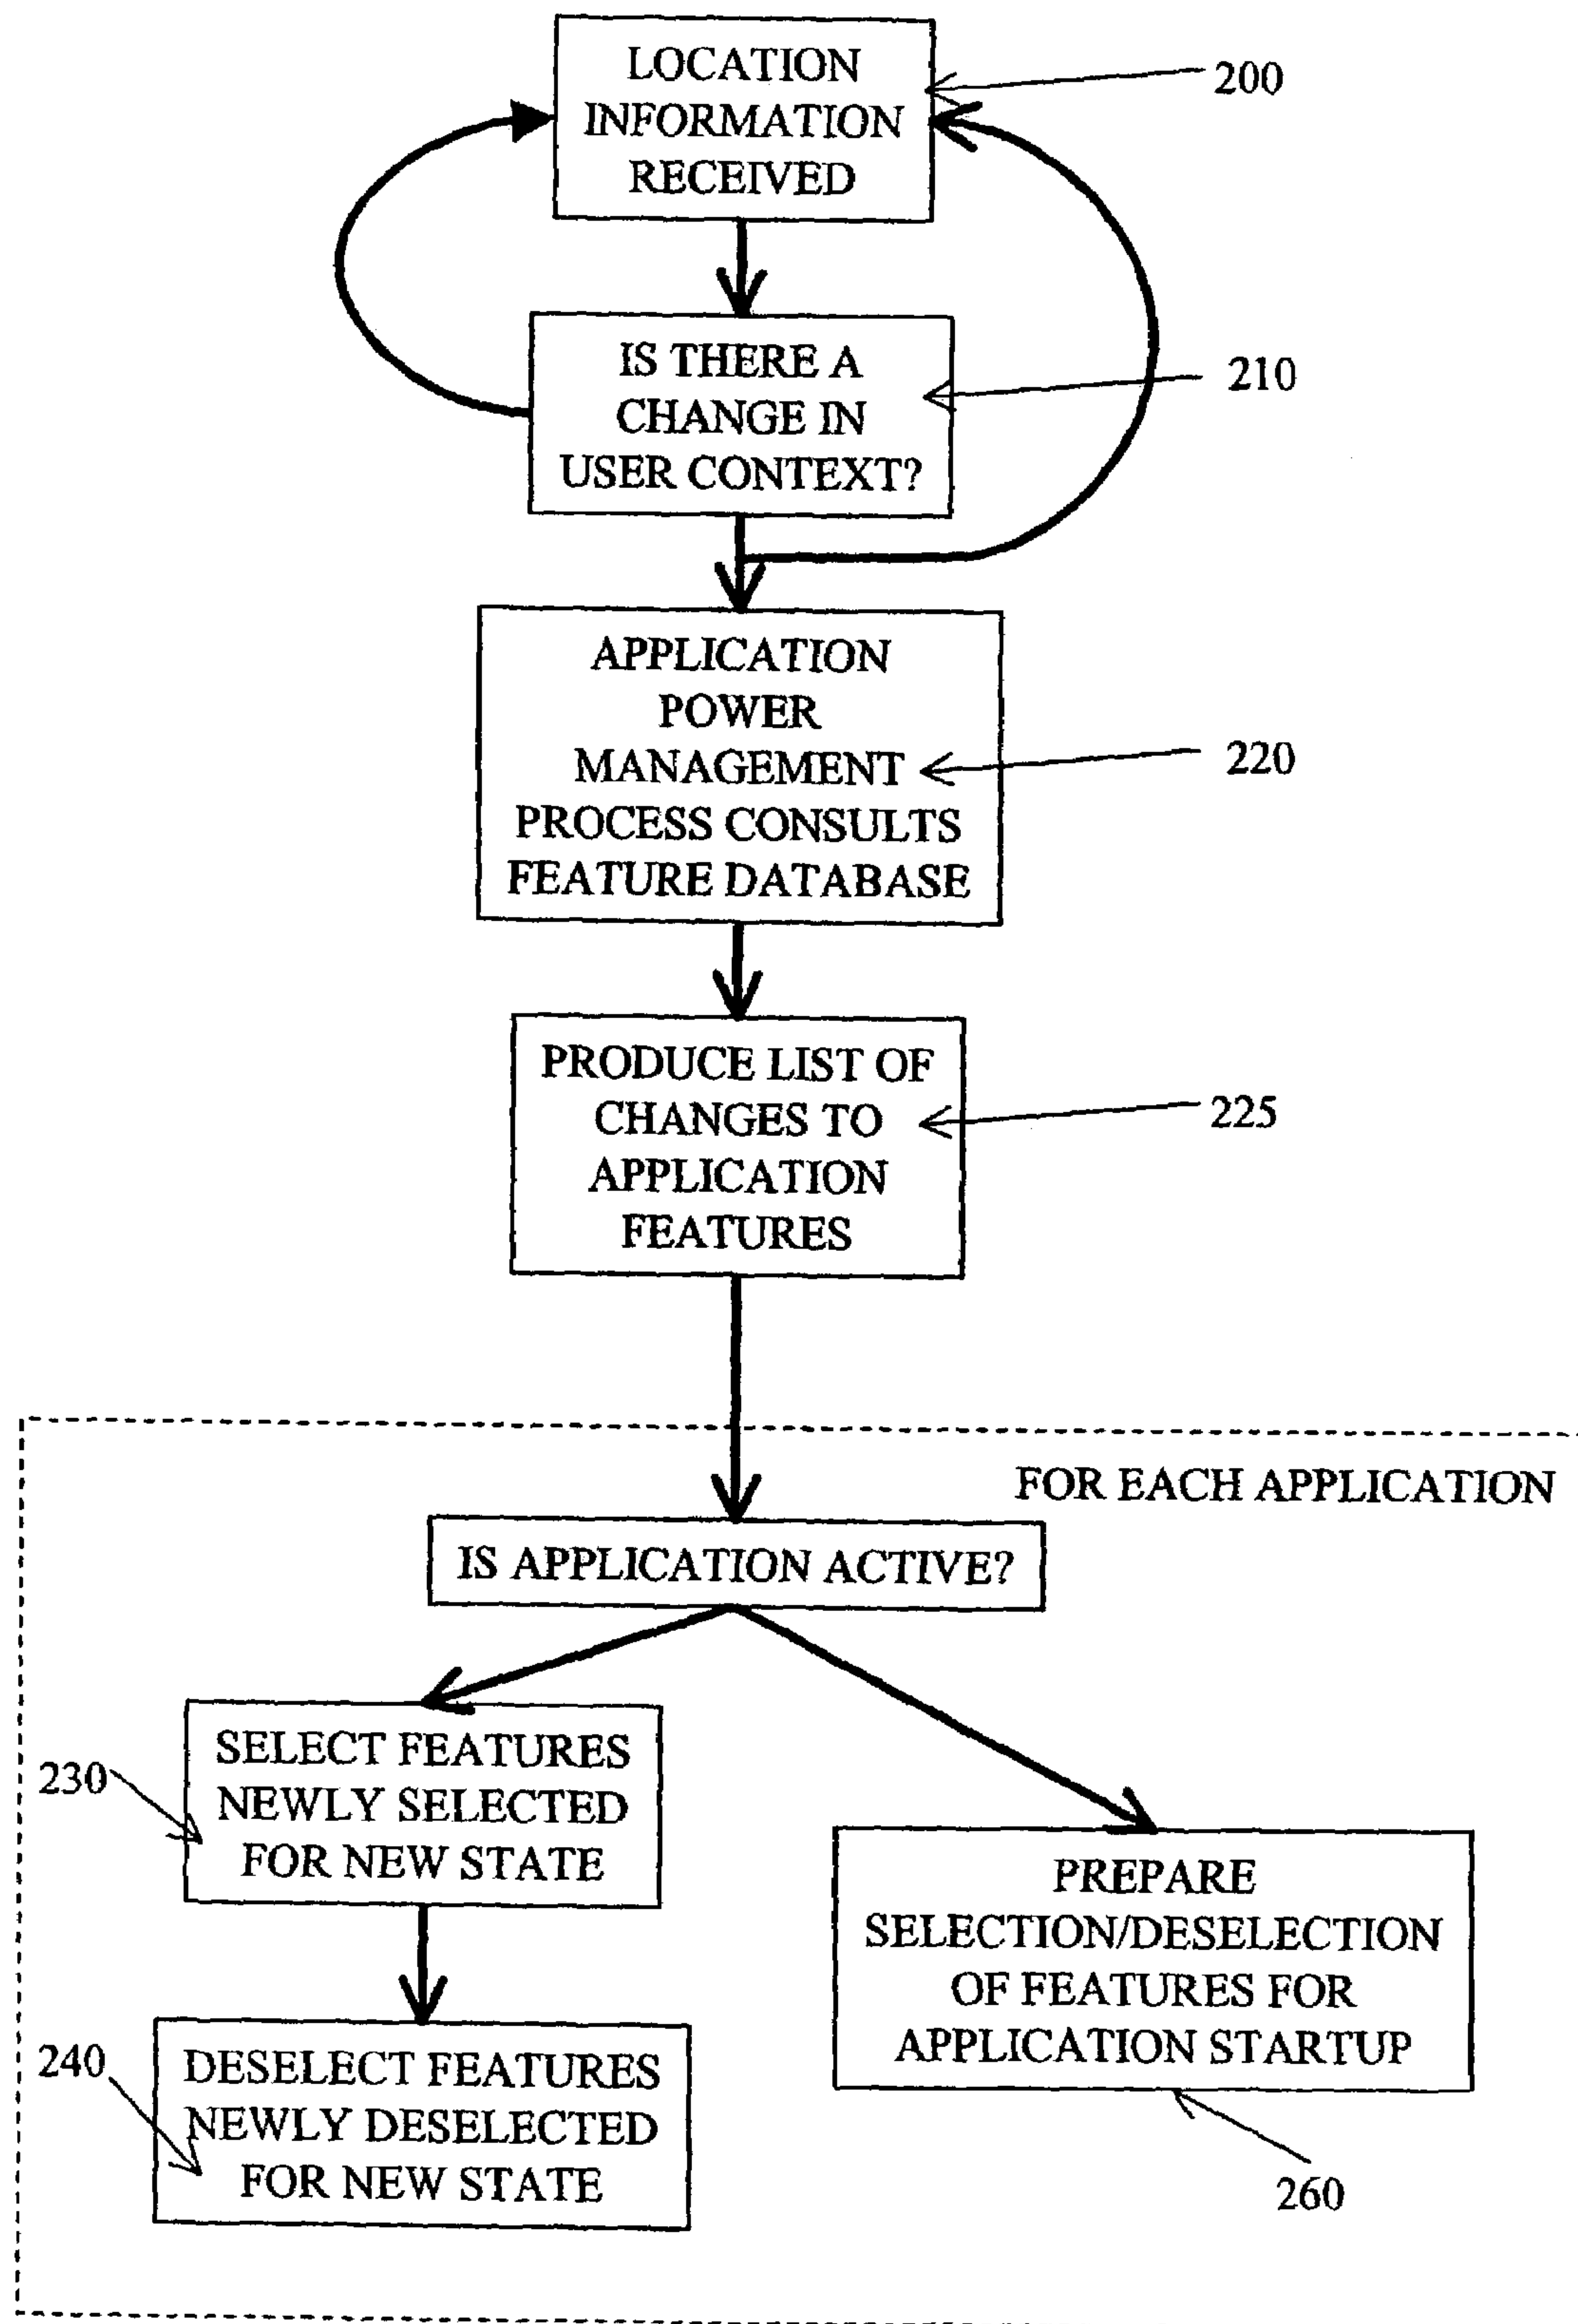 LOCATION
INFORMATION
RECEIVED
200
IS THERE A
CHANGE IN
USER CONTEXT?
210
APPLICATION
POWER
MANAGEMENT
PROCESS CONSULTS
FEATURE DATABASE
220
PRODUCE LIST OF
CHANGES TO
APPLICATION
FEATURES
225
FOR EACH APPLICATION
IS APPLICATION ACTIVE?
230
SELECT FEATURES
NEWLY SELECTED
FOR NEW STATE
PREPARE
SELECTION/DESELECTION
OF FEATURES FOR
APPLICATION STARTUP
240
DESELECT FEATURES
NEWLY DESELECTED
FOR NEW STATE
260